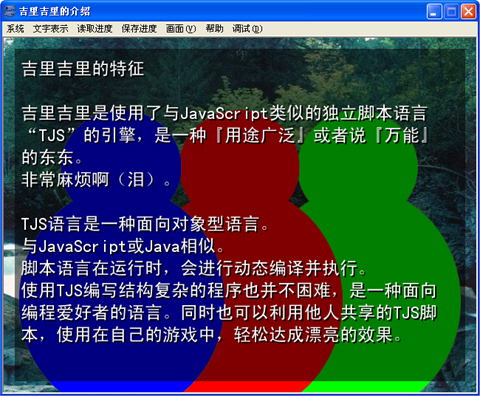 吉里吉里的介绍
系统 文字表示 读取进度 保存进度 画面(V) 帮助 调试(D)
吉里吉里的特征
吉里吉里是使用了与JavaScript类似的独立脚本语言
“TJS”的引擎，是一种『用途广泛』或者说『万能』
的东东。
非常麻烦啊（泪）。
TJS语言是一种面向对象型语言。
与JavaScript或Java相似。
脚本语言在运行时，会进行动态编译并执行。
使用TJS编写结构复杂的程序也并不困难，是一种面向
编程爱好者的语言。同时也可以利用他人共享的TJS脚
本，使用在自己的游戏中，轻松达成漂亮的效果。